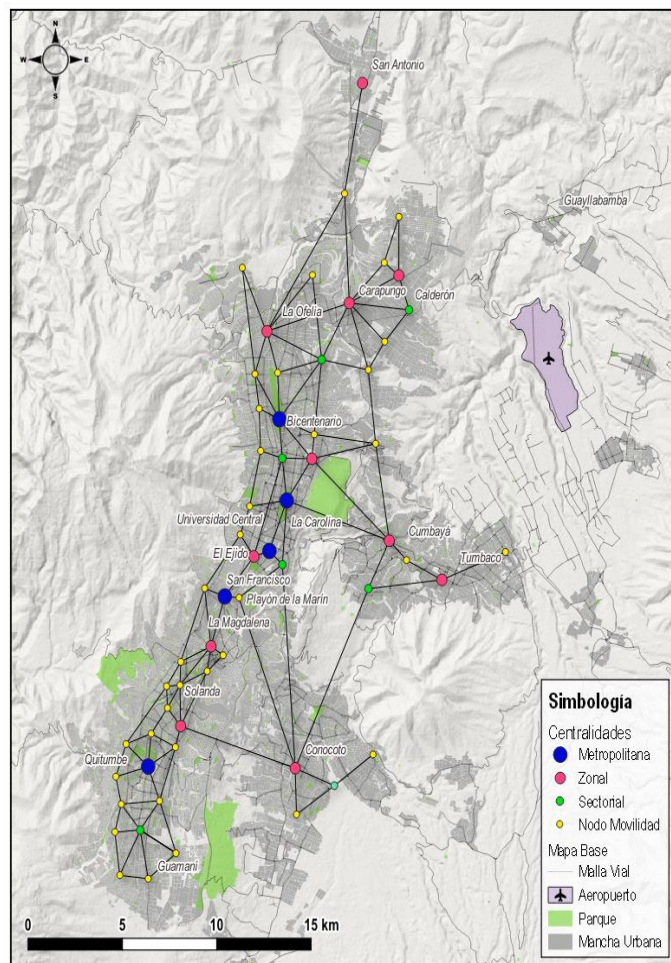 N
W E
S
San Antonio
Guayllabamba
Carapungo
Calderón
La Ofelia
Bicentenario
Universidad Central
La Carolina
Cumbayá
El Ejido
Tumbaco
San Francisco
Playón de la Marín
La Magdalena
Solanda
Quitumbe
Conocoto
Guamaní
Simbología
Centralidades
Metropolitana
Zonal
Sectorial
Nodo Movilidad
Mapa Base
Malla Vial
Aeropuerto
Parque
Mancha Urbana
0 5 10 15 km